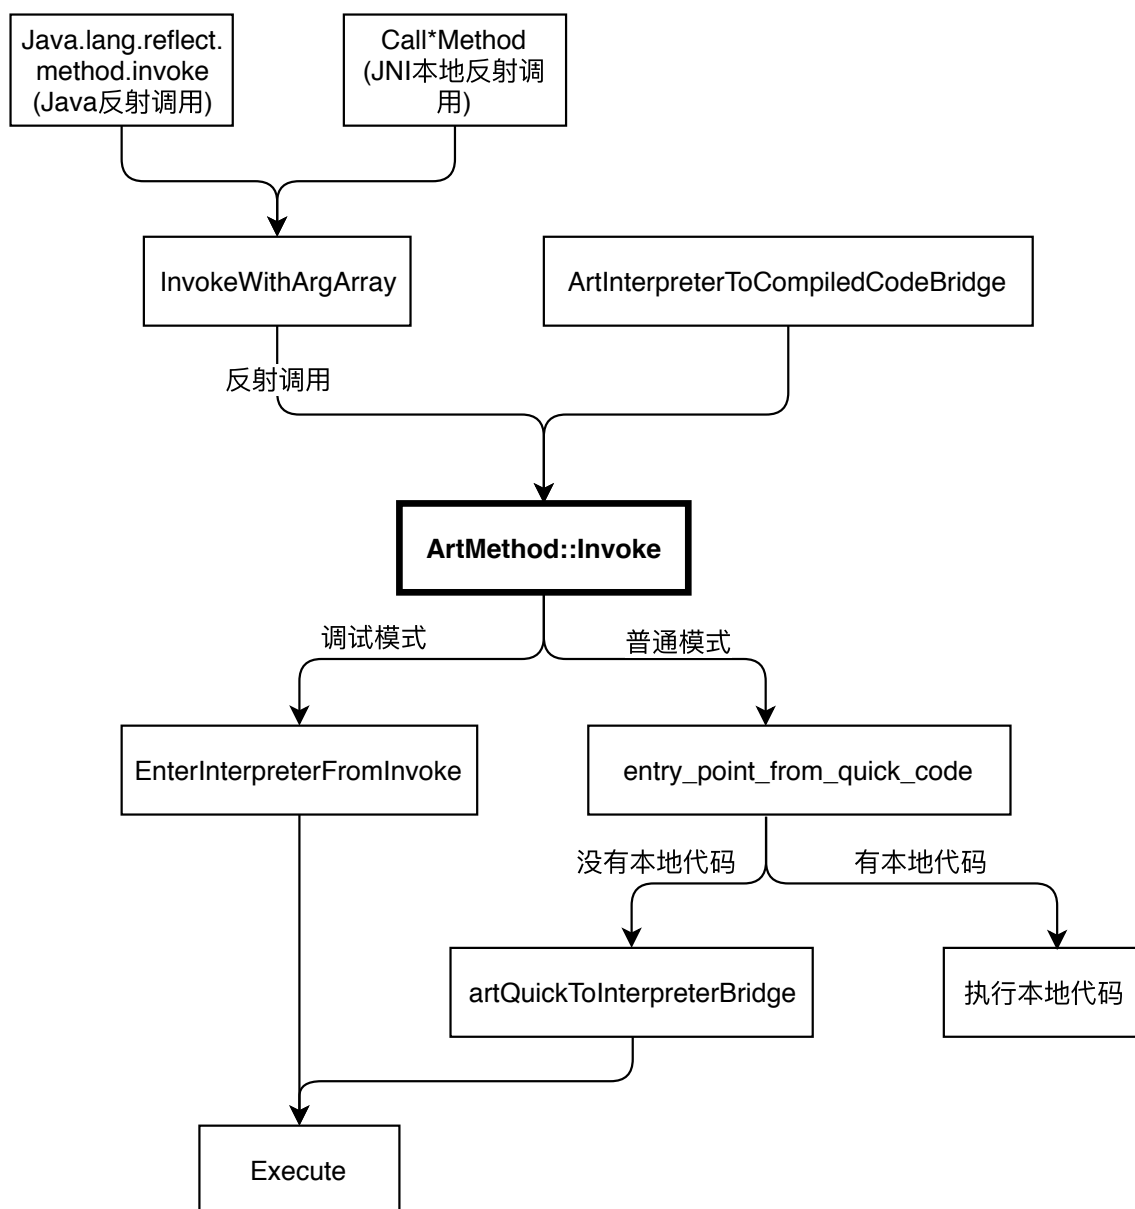 Java.lang.reflect.
method.invoke
(Java反射调用)
Call*Method
(JNI本地反射调
用)
InvokeWithArgArray
ArtInterpreterToCompiledCodeBridge
反射调用
ArtMethod::Invoke
调试模式
普通模式
EnterInterpreterFromInvoke
entry_point_from_quick_code
没有本地代码
有本地代码
artQuickToInterpreterBridge
执行本地代码
Execute